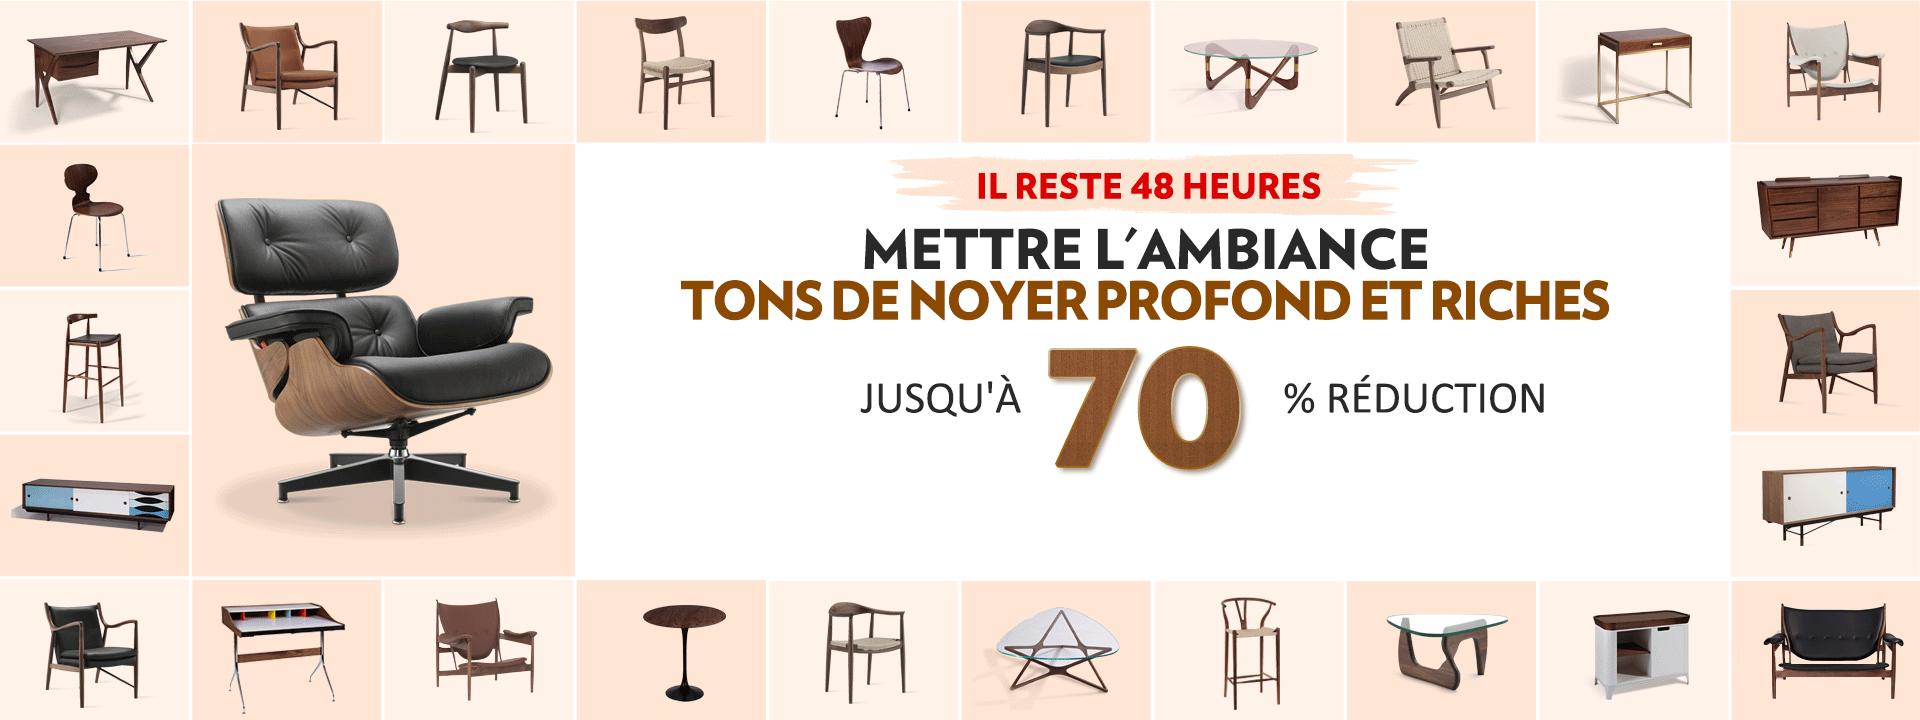 IL RESTE 48 HEURES
METTRE L'AMBIANCE
TONS DE NOYER PROFOND ET RICHES
JUSQU'À 70 % RÉDUCTION